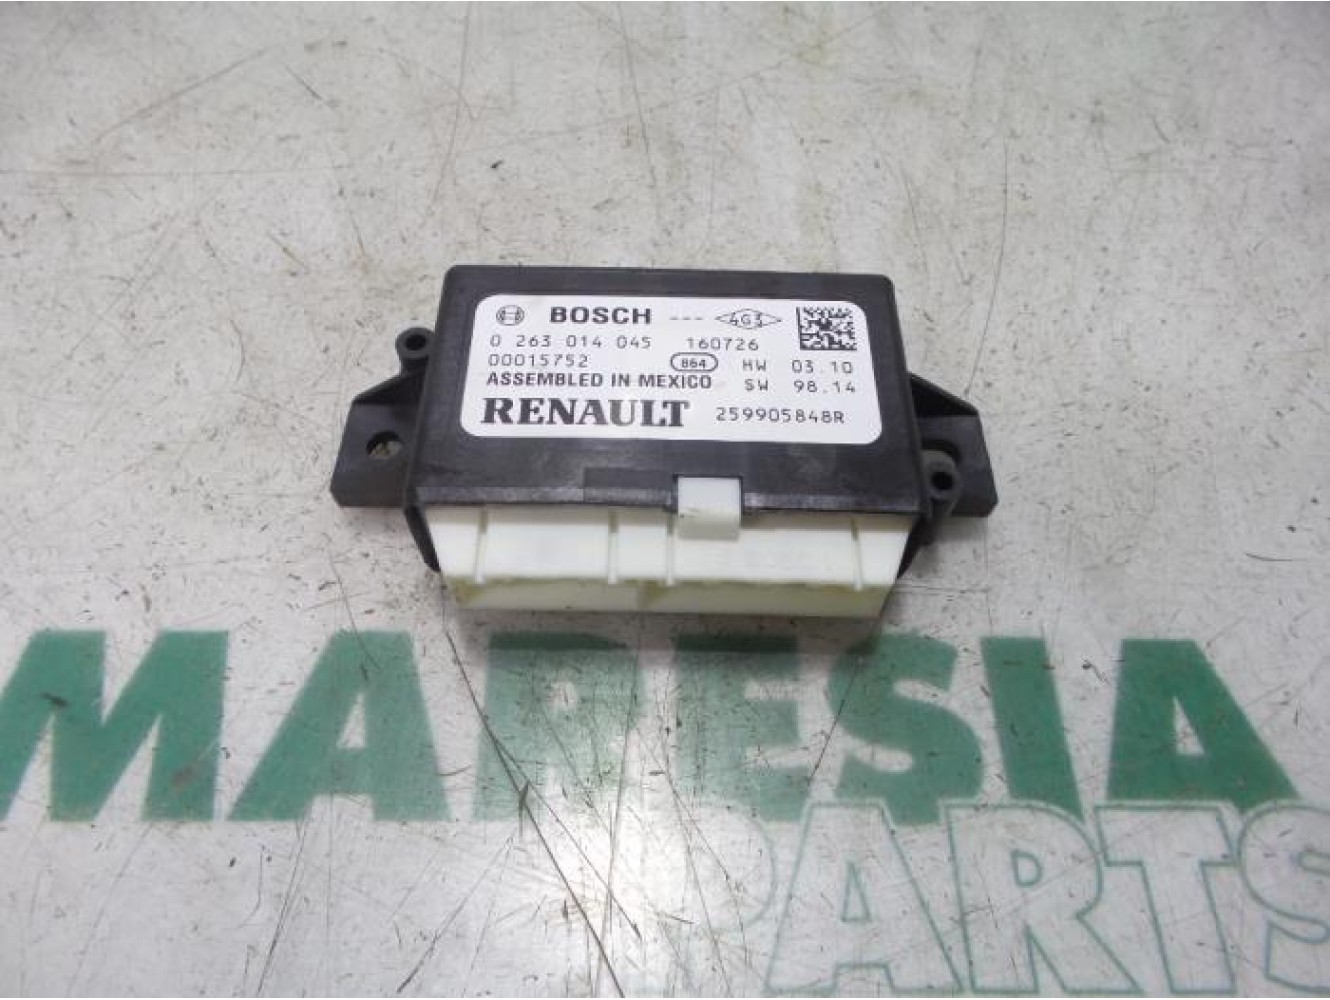 BOSCH --- 4G3
0 263 014 045 160726
00015752 864 HW 03.10
ASSEMBLED IN MEXICO SW 98.14
RENAULT 259905848R
MARESIA
PARTS